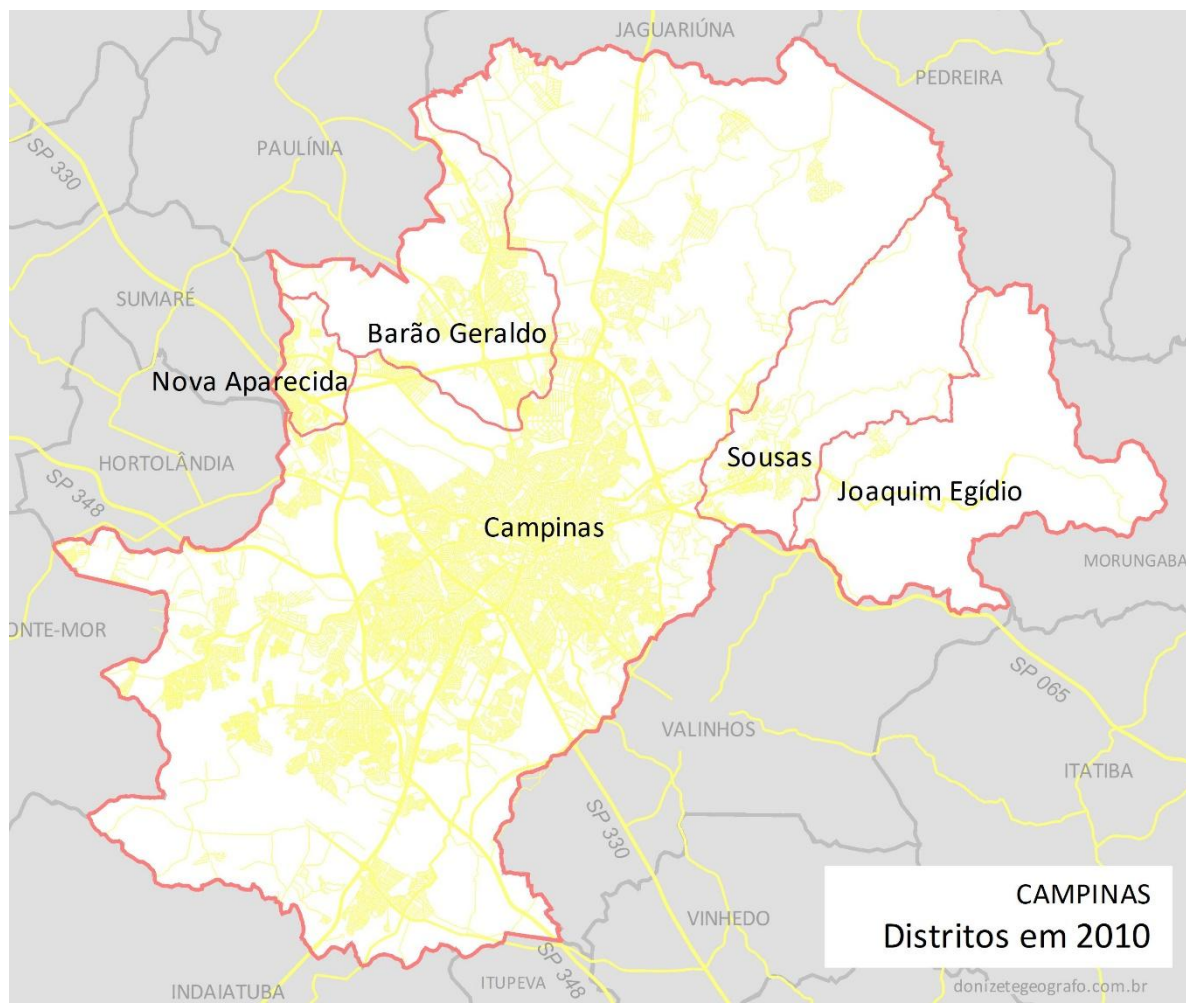 JAGUARIÚNA
PEDREIRA
SP 330
PAULÍNIA
SUMARÉ
Barão Geraldo
Nova Aparecida
HORTOLÂNDIA
SP 348
Sousas
Joaquim Egídio
Campinas
MORUNGABA
ONTE-MOR
SP 065
VALINHOS
ITATIBA
SP 330
CAMPINAS
VINHEDO
Distritos em 2010
SP 348
ITUPEVA
INDAIATUBA
donizetegeografo.com.br